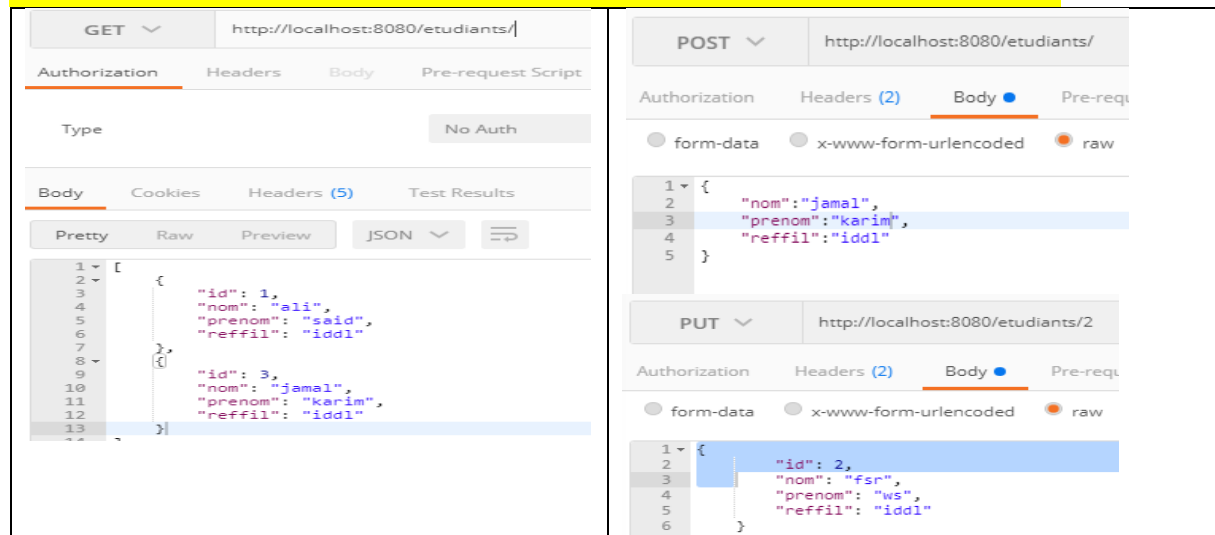 GET http://localhost:8080/etudiants/
Authorization Headers Body Pre-request Script
Type No Auth
Body Cookies Headers (5) Test Results
Pretty Raw Preview JSON
1 [
2 {
3 "id": 1,
4 "nom": "ali",
5 "prenom": "said",
6 "reffil": "iddl"
7 },
8 {
9 "id": 3,
10 "nom": "jamal",
11 "prenom": "karim",
12 "reffil": "iddl"
13 }
POST http://localhost:8080/etudiants/
Authorization Headers (2) Body Pre-requ
form-data x-www-form-urlencoded raw
1 {
2 "nom":"jamal",
3 "prenom":"karim",
4 "reffil":"iddl"
5 }
PUT http://localhost:8080/etudiants/2
Authorization Headers (2) Body Pre-requ
form-data x-www-form-urlencoded raw
1 {
2 "id": 2,
3 "nom": "fsr",
4 "prenom": "ws",
5 "reffil": "iddl"
6 }